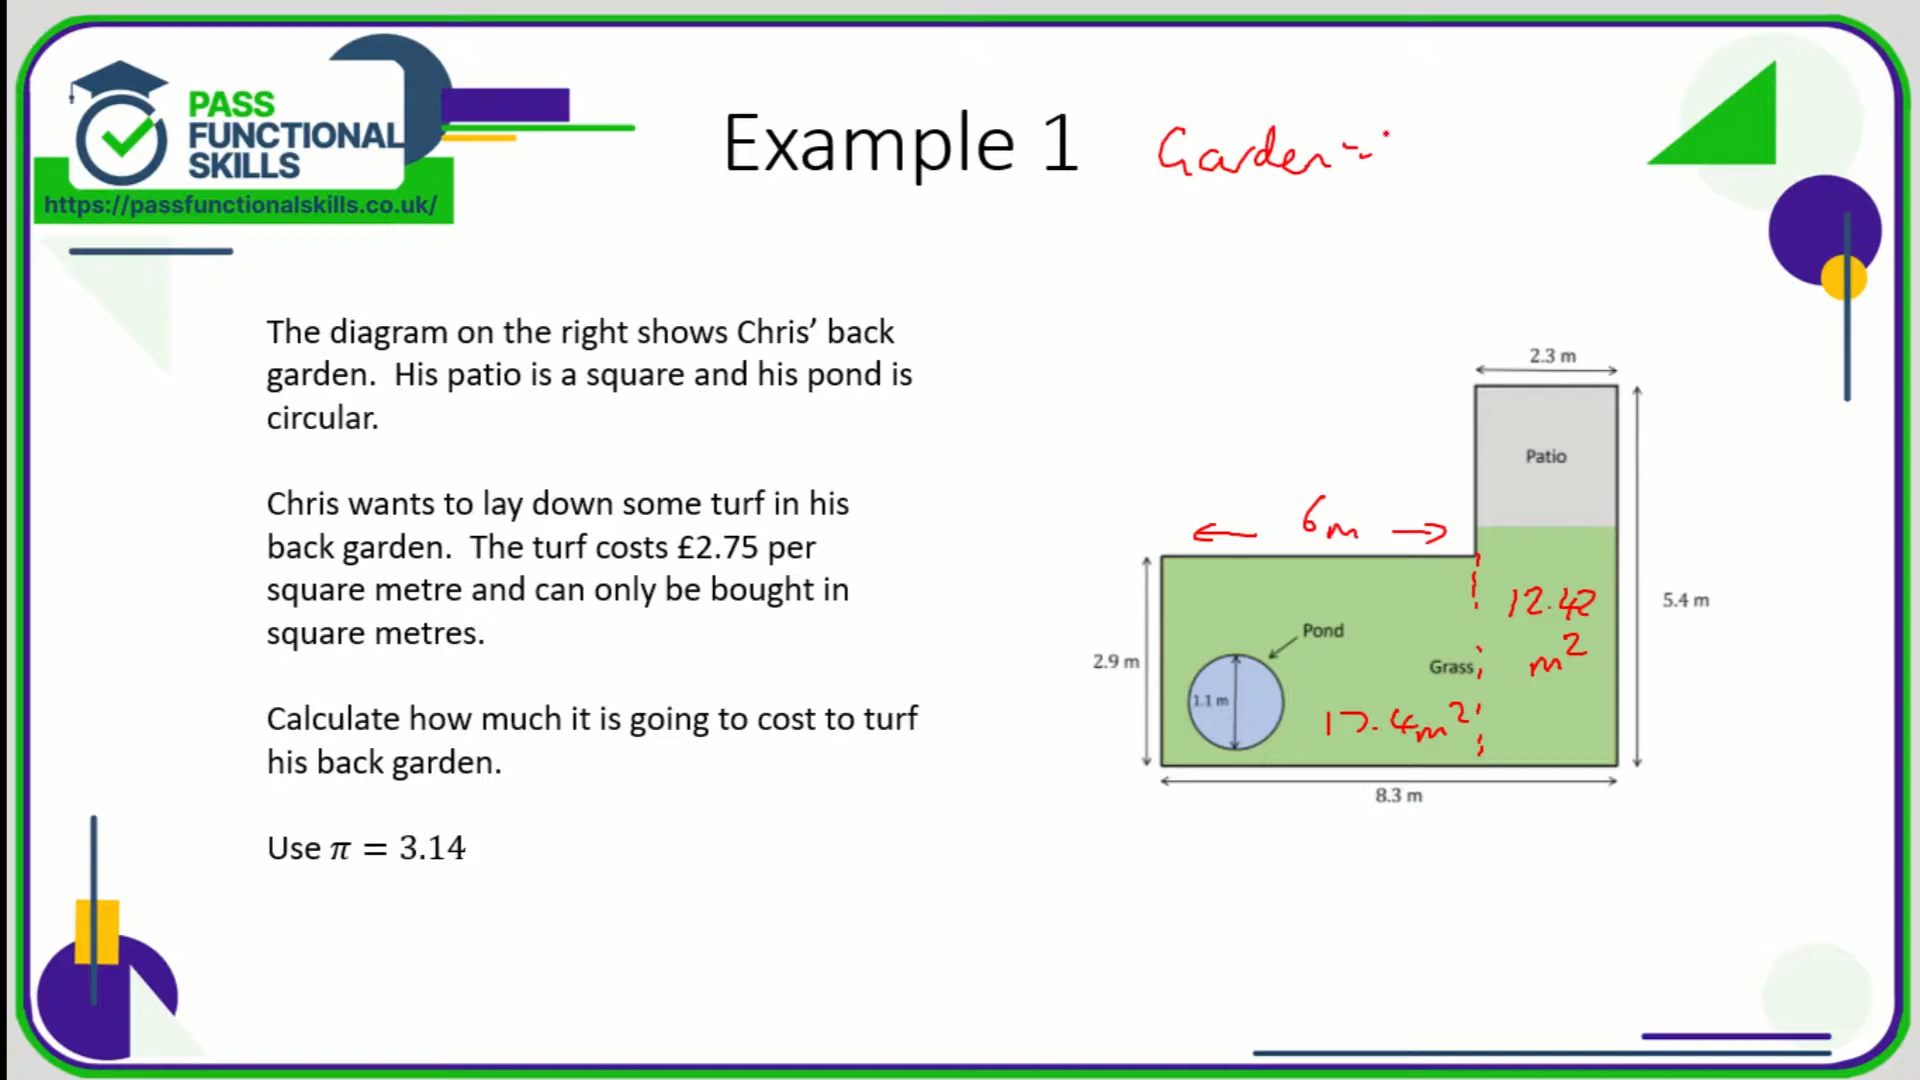 PASS
FUNCTIONAL
SKILLS
https://passfunctionalskills.co.uk/
Example 1
Garden =
The diagram on the right shows Chris’ back
garden. His patio is a square and his pond is
circular.
Chris wants to lay down some turf in his
back garden. The turf costs £2.75 per
square metre and can only be bought in
square metres.
Calculate how much it is going to cost to turf
his back garden.
Use π = 3.14
2.3 m
Patio
6m
5.4 m
12.42
m²
Pond
2.9 m
Grass
1.1 m
17.4m²
8.3 m